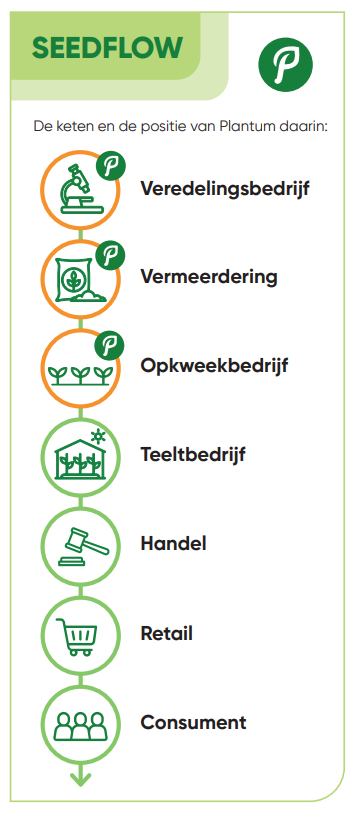 SEEDFLOW
P
De keten en de positie van Plantum daarin:
P
Veredelingsbedrijf
P
Vermeerdering
P
Opkweekbedrijf
Teeltbedrijf
Handel
Retail
Consument